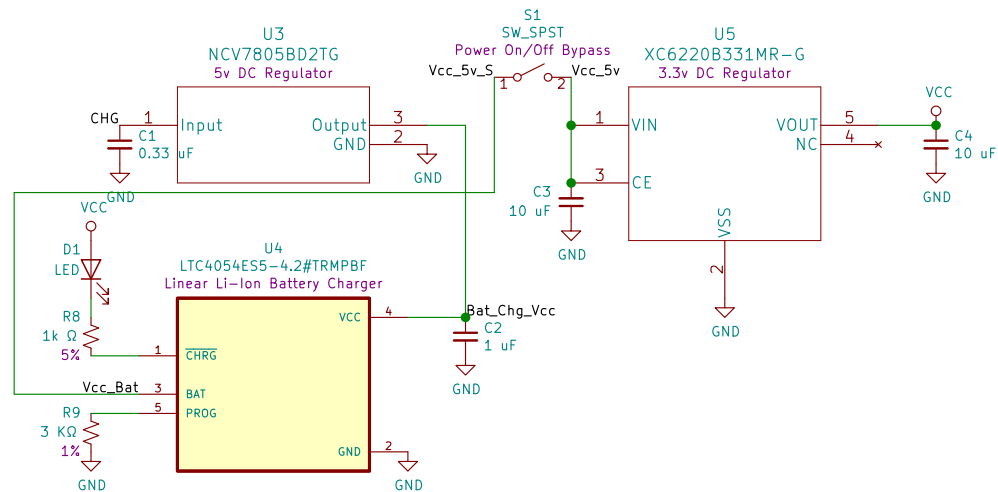 S1
SW_SPST
Power On/Off Bypass
Vcc_5v_S
1
2
Vcc_5v
U3
NCV7805BD2TG
5v DC Regulator
CHG
1
Input
Output
3
GND
2
C1
0.33 uF
GND
GND
U5
XC6220B331MR-G
3.3v DC Regulator
1
VIN
3
CE
VOUT
5
NC
4
VSS
2
GND
VCC
C4
10 uF
GND
C3
10 uF
GND
VCC
D1
LED
R8
1k Ω
5%
U4
LTC4054ES5-4.2#TRMPBF
Linear Li-Ion Battery Charger
VCC
4
Bat_Chg_Vcc
C2
1 uF
GND
1
CHRG
Vcc_Bat
3
BAT
5
PROG
R9
3 KΩ
1%
GND
GND
2
GND